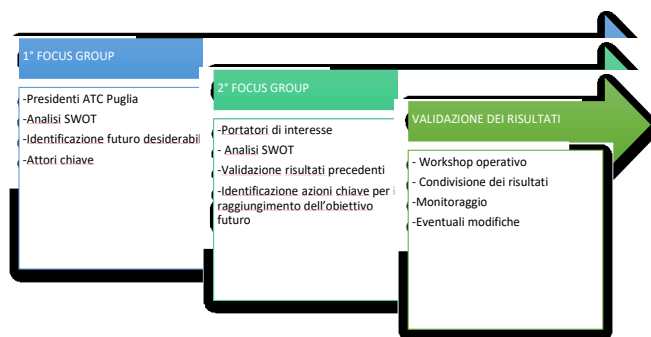 1° FOCUS GROUP
-Presidenti ATC Puglia
-Analisi SWOT
-Identificazione futuro desiderabil
-Attori chiave
2° FOCUS GROUP
-Portatori di interesse
- Analisi SWOT
-Validazione risultati precedenti
-Identificazione azioni chiave per i
raggiungimento dell'obiettivo
futuro
VALIDAZIONE DEI RISULTATI
- Workshop operativo
- Condivisione dei risultati
-Monitoraggio
-Eventuali modifiche